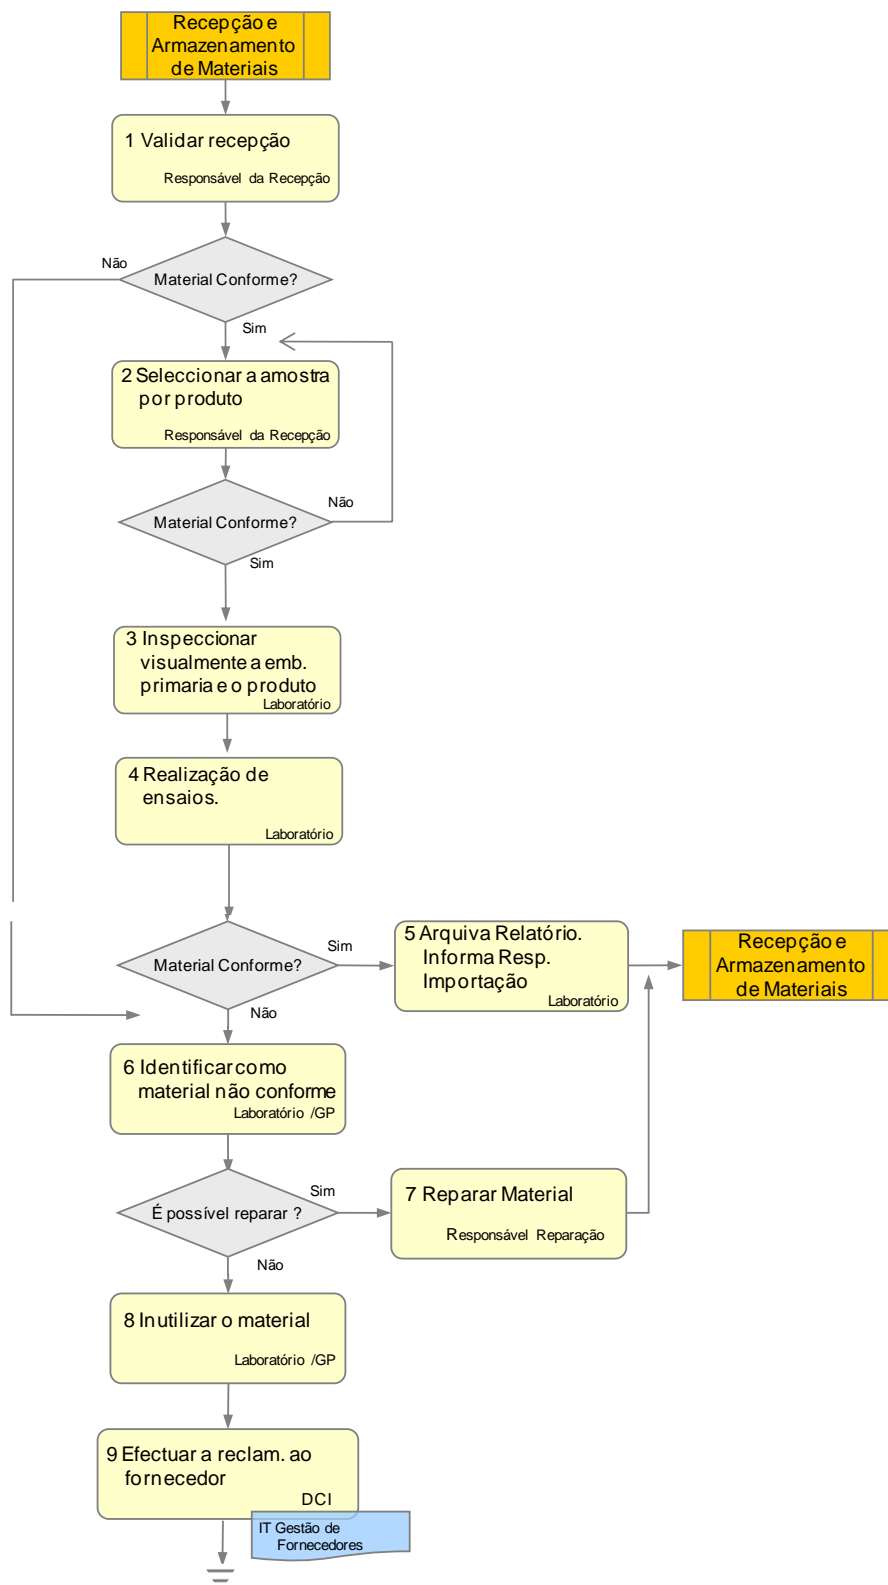 Recepção e
Armazenamento
de Materiais
1 Validar recepção
Responsável da Recepção
Não
Material Conforme?
Sim
2 Seleccionar a amostra
por produto
Responsável da Recepção
Não
Material Conforme?
Sim
3 Inspeccionar
visualmente a emb.
primaria e o produto
Laboratório
4 Realização de
ensaios.
Laboratório
Material Conforme?
Sim
Não
5 Arquiva Relatório.
Informa Resp.
Importação
Laboratório
Recepção e
Armazenamento
de Materiais
6 Identificar como
material não conforme
Laboratório /GP
É possível reparar ?
Sim
Não
7 Reparar Material
Responsável Reparação
8 Inutilizar o material
Laboratório /GP
9 Efectuar a reclam. ao
fornecedor
DCI
IT Gestão de
Fornecedores